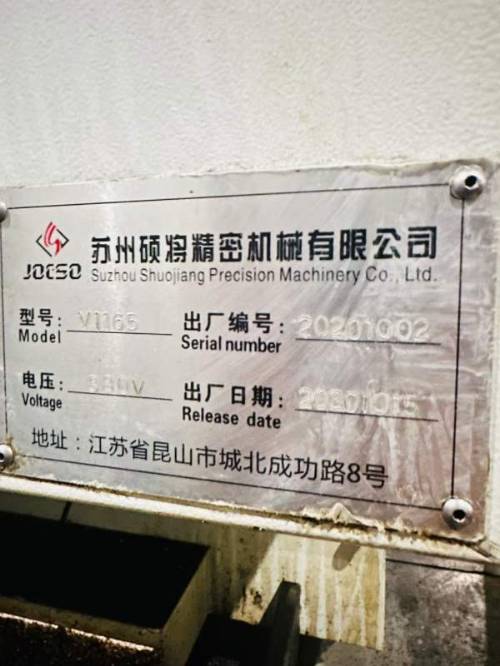 JOESO
苏州硕将精密机械有限公司
Suzhou Shuojiang Precision Machinery Co., Ltd.
型号: V1165 出厂编号: 20201002
Model Serial number
电压: 380V 出厂日期: 20201015
Voltage Release date
地址：江苏省昆山市城北成功路8号